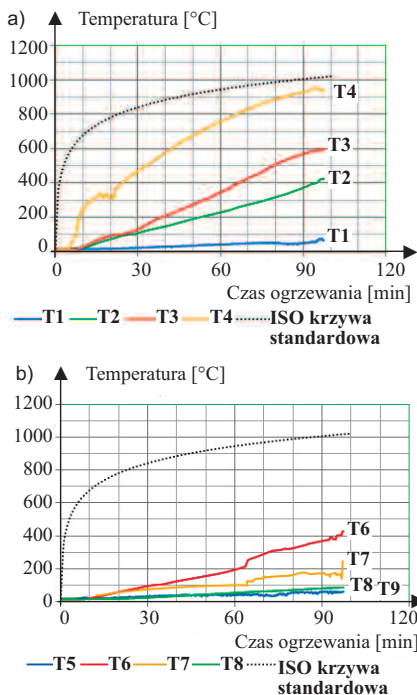 a) Temperatura [°C]
1200
1000
800
600
400
200
0
0 30 60 90 120
T4
T3
T2
T1
Czas ogrzewania [min]
T1 T2 T3 T4 ISO krzywa
standardowa
b) Temperatura [°C]
1200
1000
800
600
400
200
0
0 30 60 90 120
T6
T7
T8 T9
Czas ogrzewania [min]
T5 T6 T7 T8 ISO krzywa
standardowa